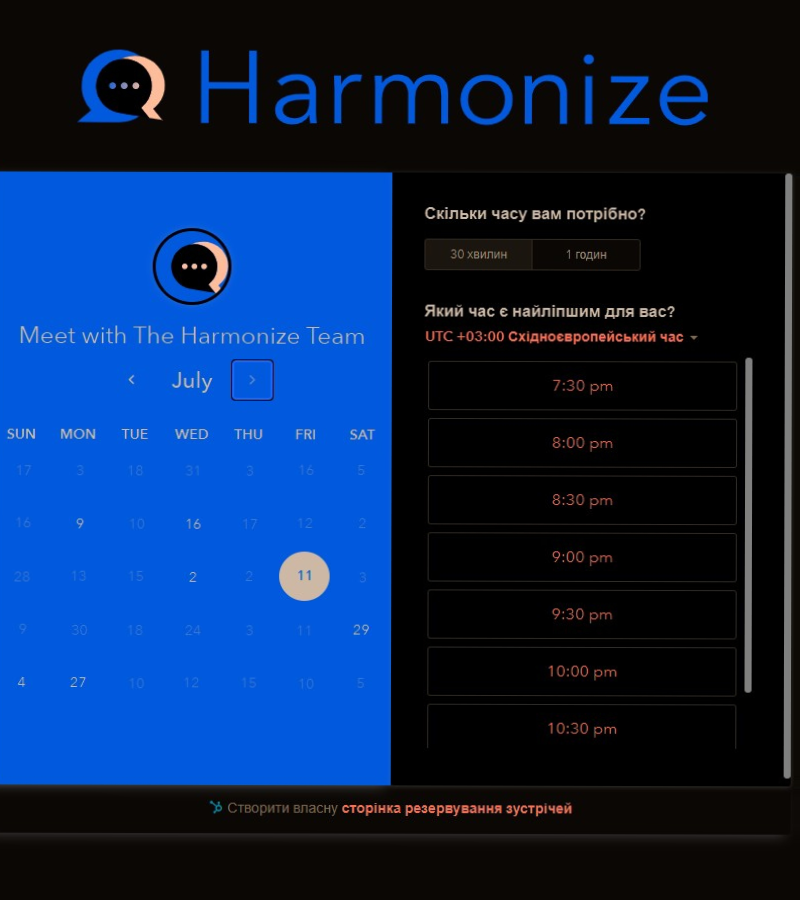 Harmonize
Meet with The Harmonize Team
July
SUN MON TUE WED THU FRI SAT
17 3 18 31 3 16 5
16 9 10 16 17 12 2
28 13 15 2 2 11 3
9 30 18 24 3 11 29
4 27 10 12 15 10 5
Скільки часу вам потрібно?
30 хвилин 1 годин
Який час є найліпшим для вас?
UTC +03:00 Східноєвропейський час
7:30 pm
8:00 pm
8:30 pm
9:00 pm
9:30 pm
10:00 pm
10:30 pm
Створити власну сторінка резервування зустрічей